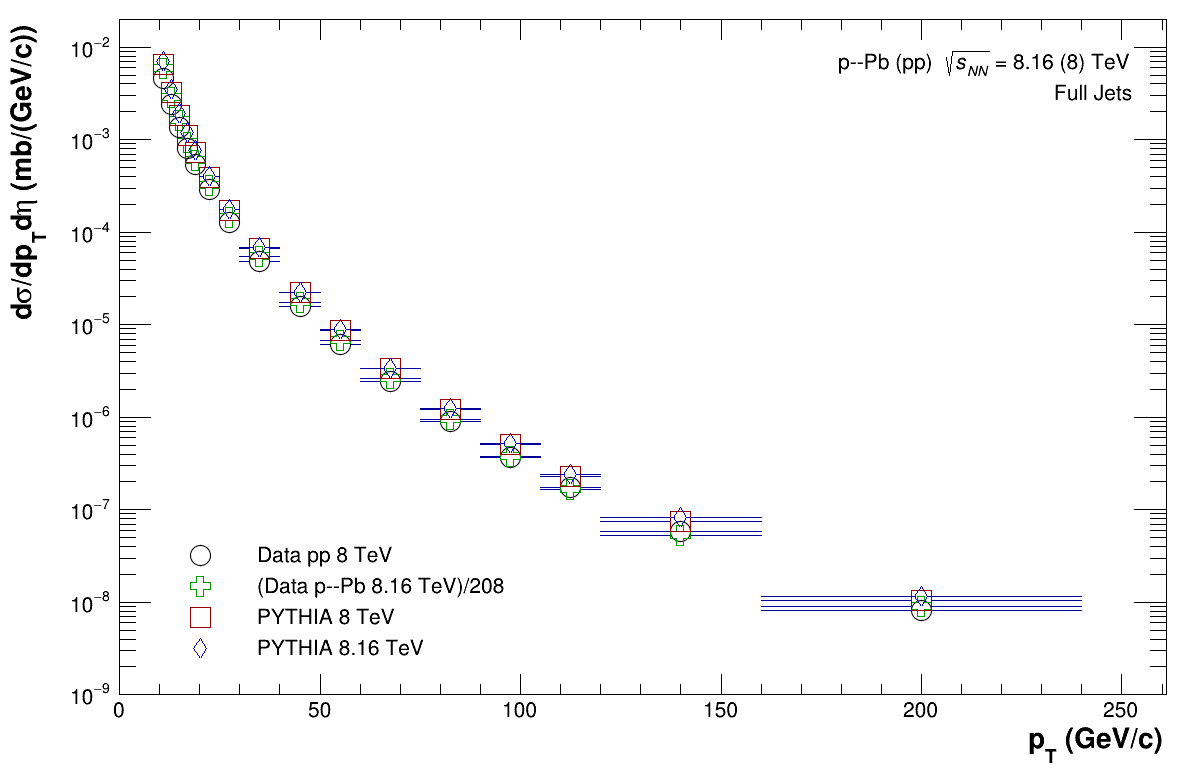 dσ/dp_T dη (mb/(GeV/c))
10⁻²
10⁻³
10⁻⁴
10⁻⁵
10⁻⁶
10⁻⁷
10⁻⁸
10⁻⁹
p--Pb (pp) √s_NN = 8.16 (8) TeV
Full Jets
Data pp 8 TeV
(Data p--Pb 8.16 TeV)/208
PYTHIA 8 TeV
PYTHIA 8.16 TeV
0 50 100 150 200 250
p_T (GeV/c)